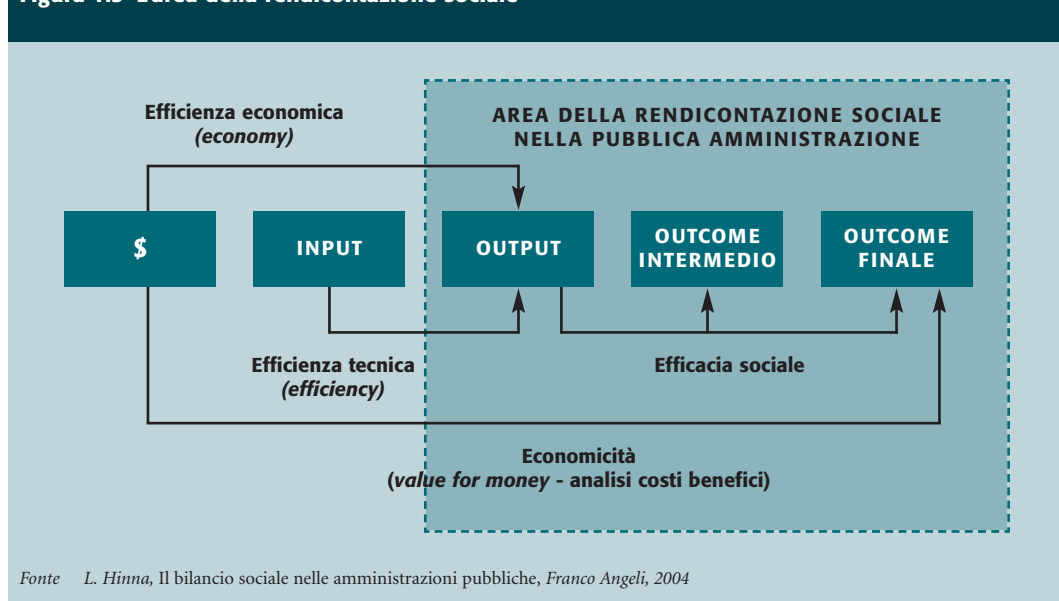 Efficienza economica
(economy)
AREA DELLA RENDICONTAZIONE SOCIALE
NELLA PUBBLICA AMMINISTRAZIONE
$
INPUT
OUTPUT
OUTCOME
INTERMEDIO
OUTCOME
FINALE
Efficienza tecnica
(efficiency)
Efficacia sociale
Economicità
(value for money - analisi costi benefici)
Fonte L. Hinna, Il bilancio sociale nelle amministrazioni pubbliche, Franco Angeli, 2004